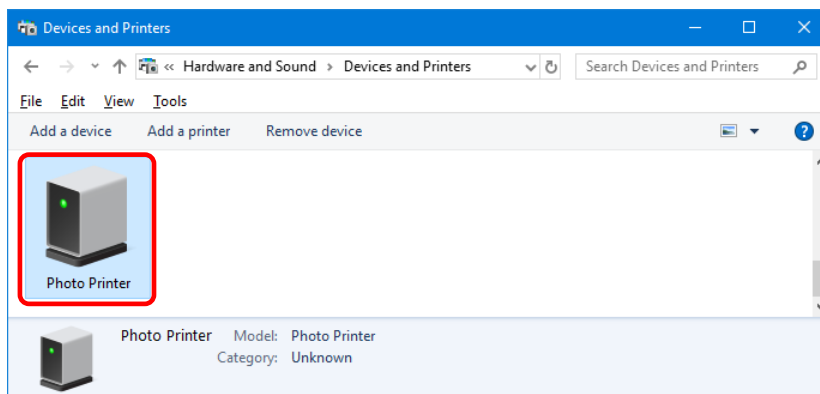 Devices and Printers
« Hardware and Sound › Devices and Printers
Search Devices and Printers
File Edit View Tools
Add a device Add a printer Remove device
?
Photo Printer
Photo Printer Model: Photo Printer
Category: Unknown